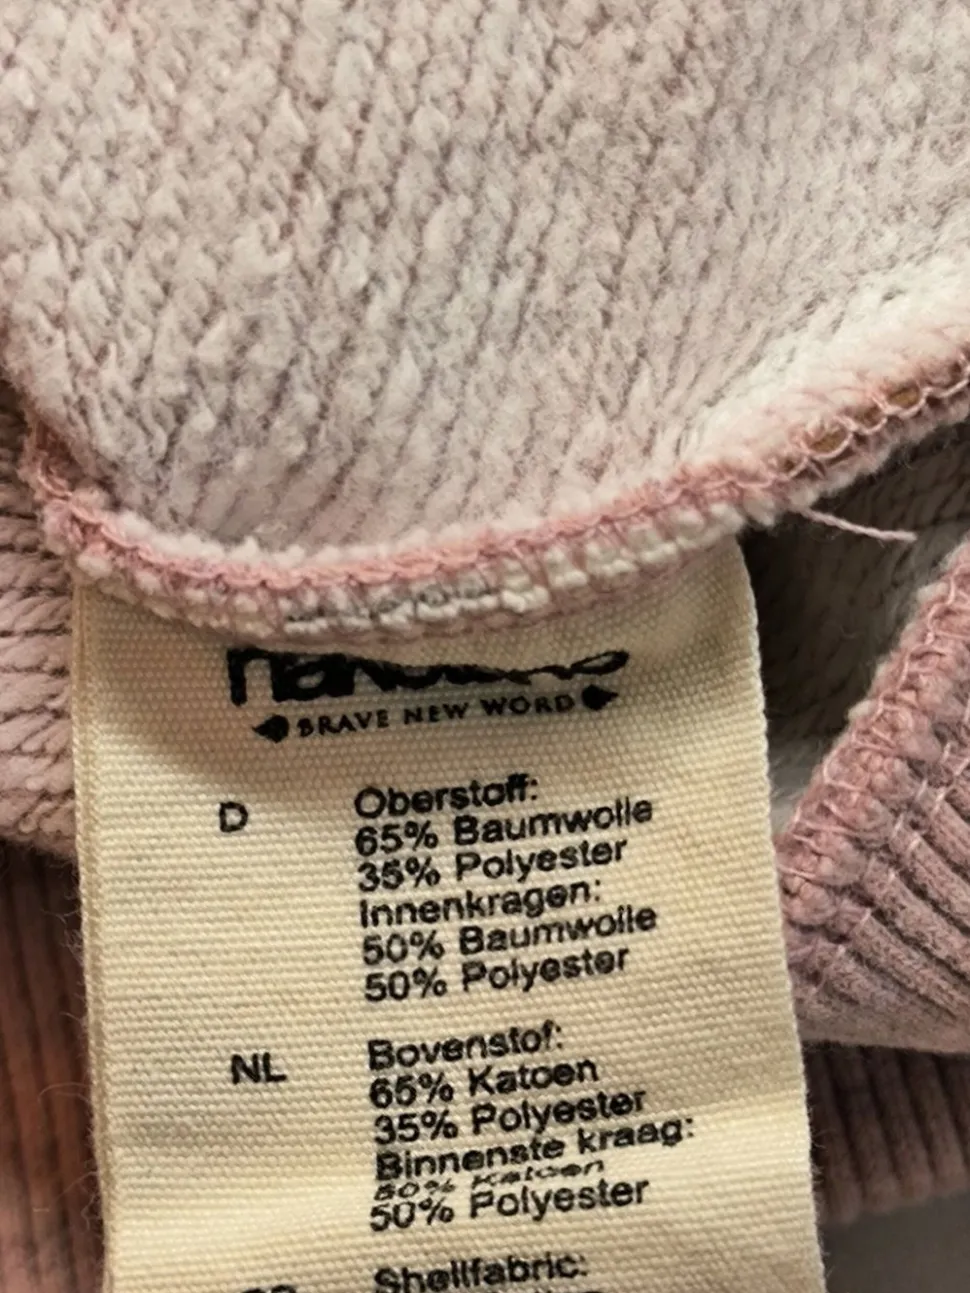 BRAVE NEW WORD
D
Oberstoff:
65% Baumwolle
35% Polyester
Innenkragen:
50% Baumwolle
50% Polyester
NL
Bovenstof:
65% Katoen
35% Polyester
Binnenste kraag:
50% Katoen
50% Polyester
Shellfabric: